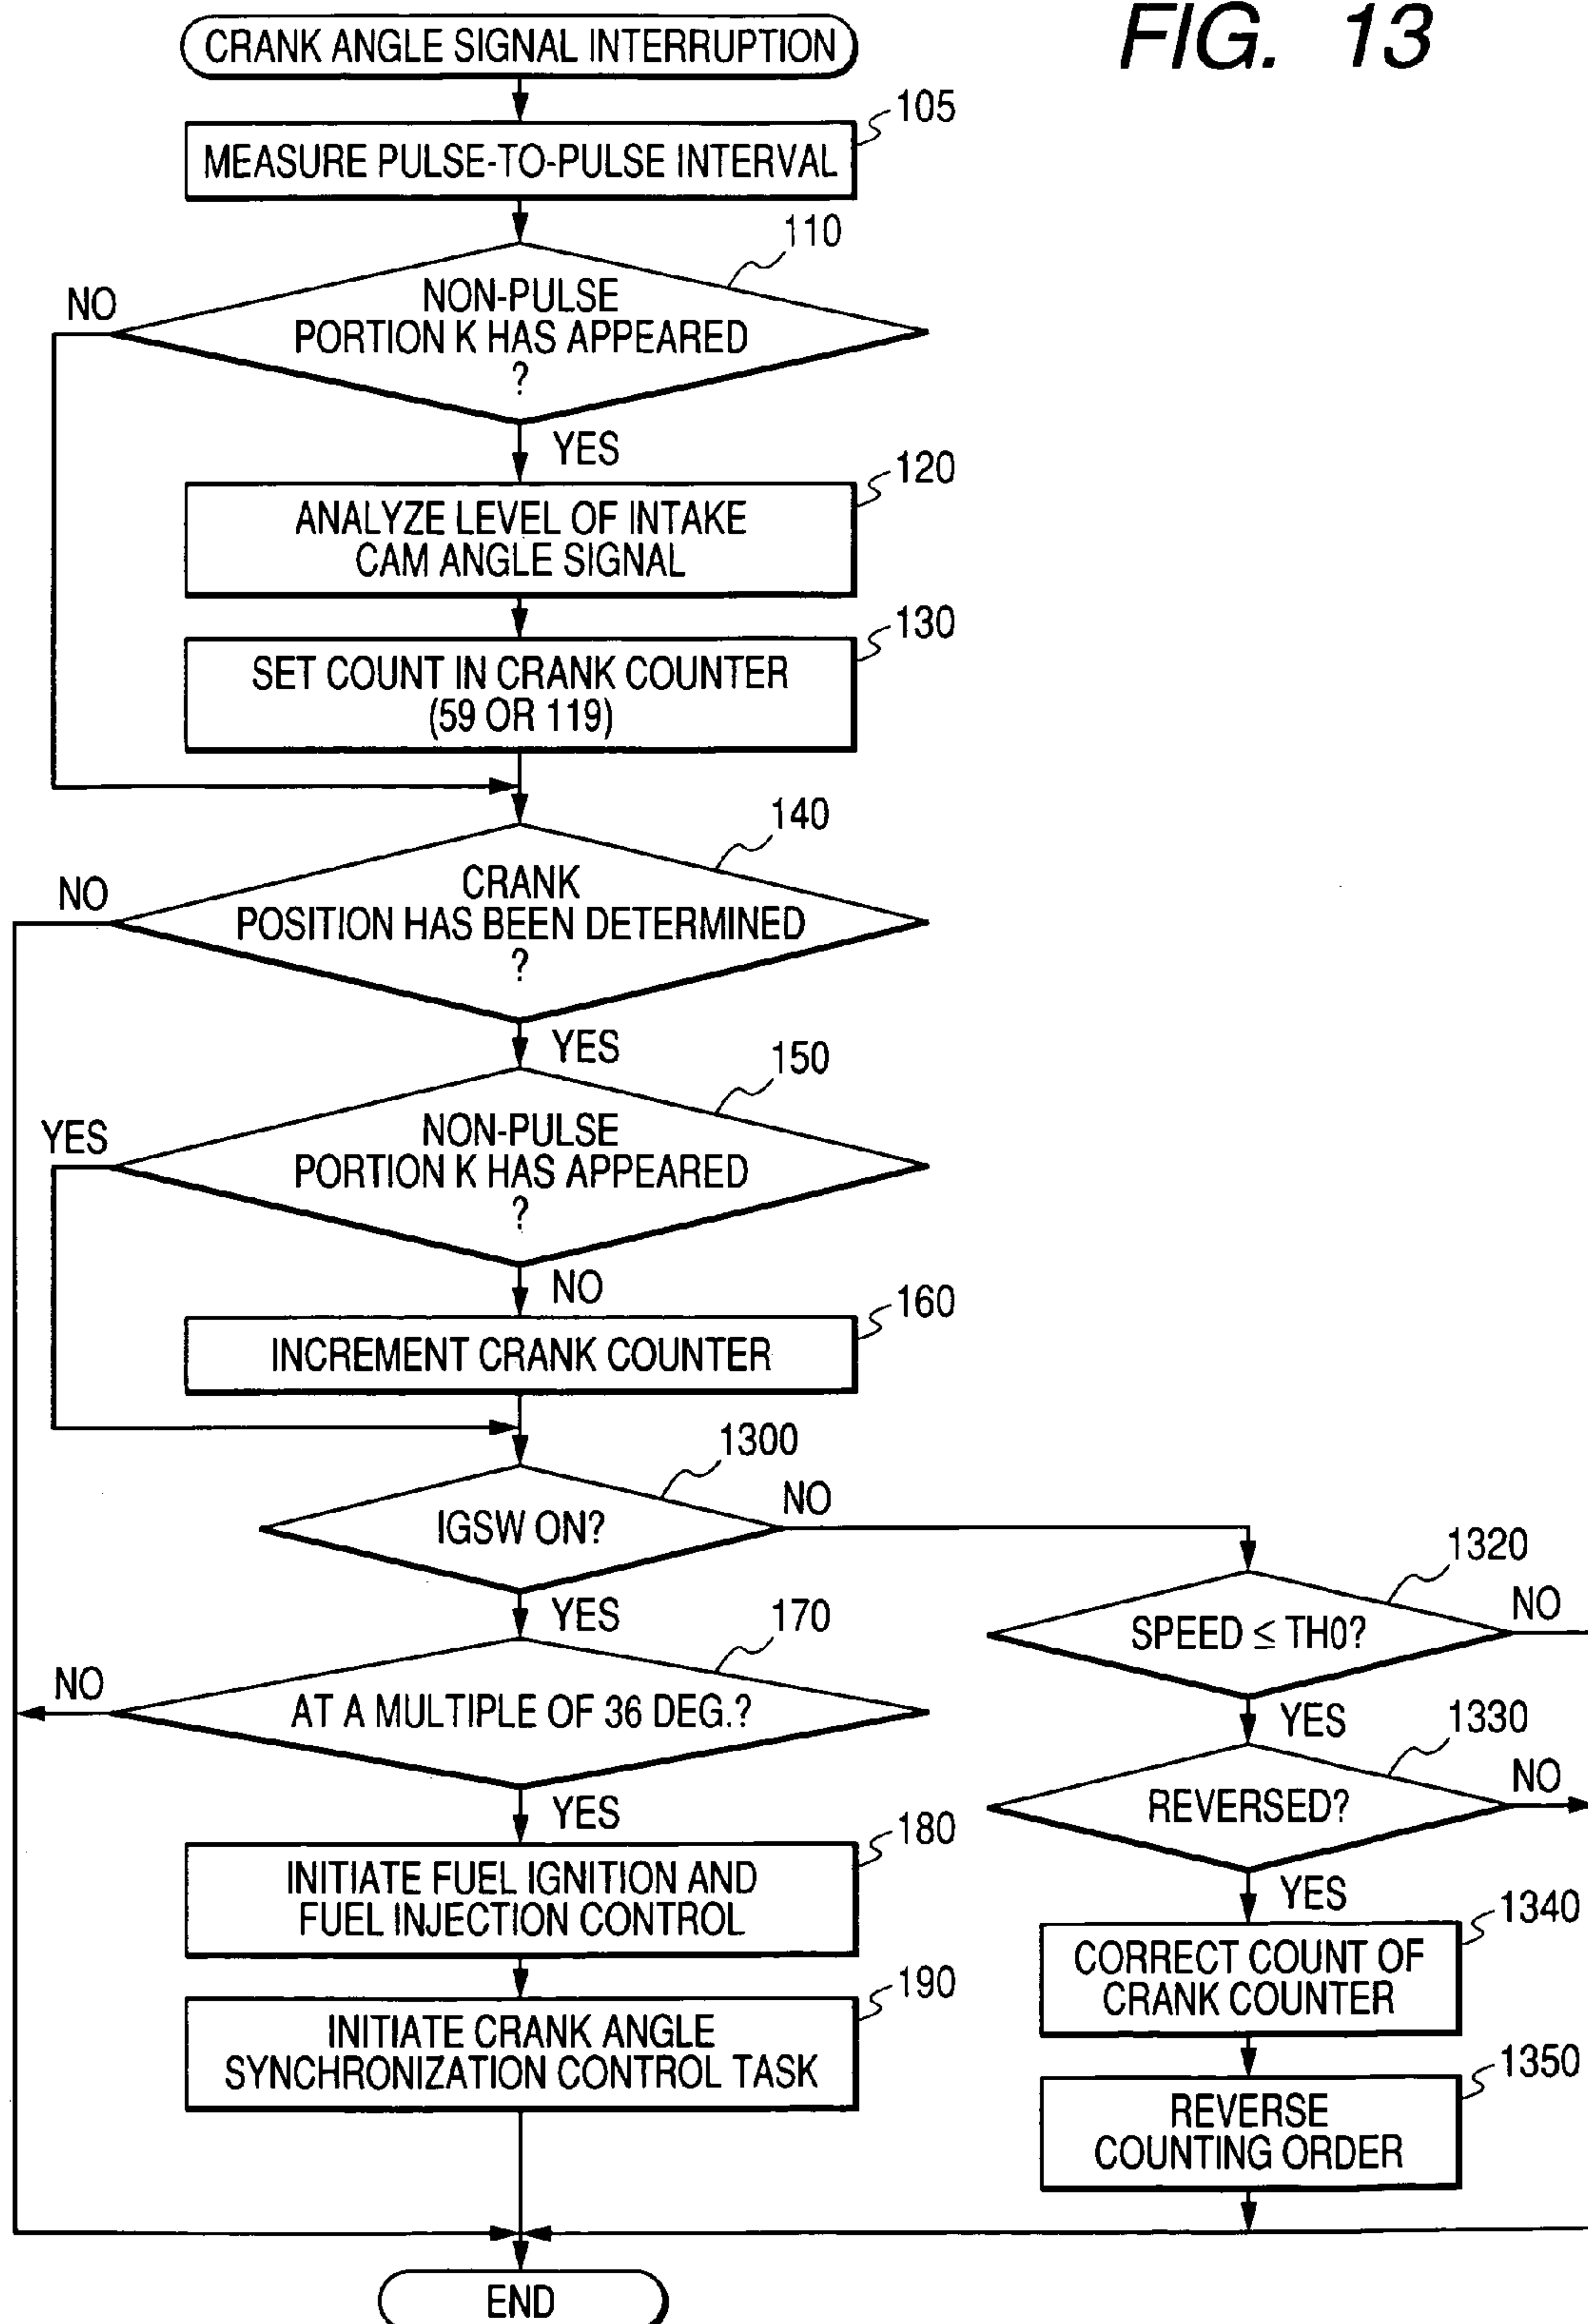 FIG. 13
CRANK ANGLE SIGNAL INTERRUPTION
105
MEASURE PULSE-TO-PULSE INTERVAL
110
NO
NON-PULSE
PORTION K HAS APPEARED
?
YES
120
ANALYZE LEVEL OF INTAKE
CAM ANGLE SIGNAL
130
SET COUNT IN CRANK COUNTER
(59 OR 119)
140
NO
CRANK
POSITION HAS BEEN DETERMINED
?
YES
150
YES
NON-PULSE
PORTION K HAS APPEARED
?
NO
160
INCREMENT CRANK COUNTER
1300
IGSW ON?
NO
YES
170
NO
AT A MULTIPLE OF 36 DEG.?
YES
180
INITIATE FUEL IGNITION AND
FUEL INJECTION CONTROL
190
INITIATE CRANK ANGLE
SYNCHRONIZATION CONTROL TASK
1320
SPEED ≤ TH0?
NO
YES
1330
REVERSED?
NO
YES
1340
CORRECT COUNT OF
CRANK COUNTER
1350
REVERSE
COUNTING ORDER
END